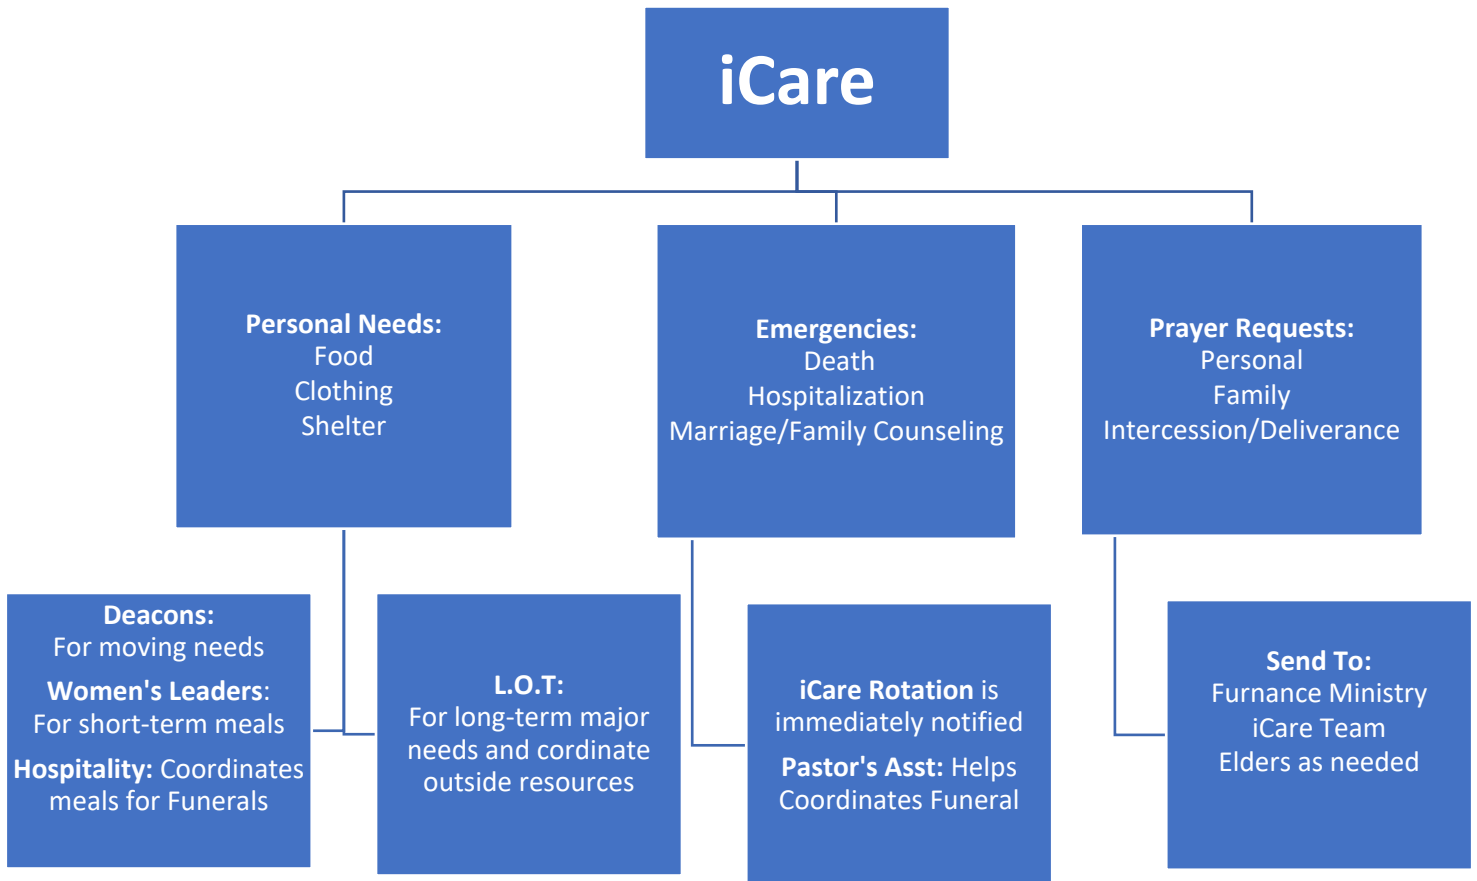 iCare
Personal Needs:
Food
Clothing
Shelter
Emergencies:
Death
Hospitalization
Marriage/Family Counseling
Prayer Requests:
Personal
Family
Intercession/Deliverance
Deacons:
For moving needs
Women's Leaders:
For short-term meals
Hospitality: Coordinates
meals for Funerals
L.O.T:
For long-term major
needs and cordinate
outside resources
iCare Rotation is
immediately notified
Pastor's Asst: Helps
Coordinates Funeral
Send To:
Furnance Ministry
iCare Team
Elders as needed